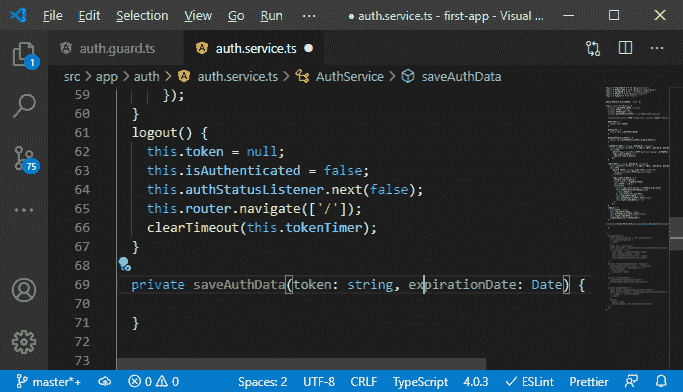 File Edit Selection View Go Run ··· ● auth.service.ts - first-app - Visual ...
auth.guard.ts auth.service.ts ●
src > app > auth > auth.service.ts > AuthService > saveAuthData
59 });
60 }
61 logout() {
62 this.token = null;
63 this.isAuthenticated = false;
64 this.authStatusListener.next(false);
65 this.router.navigate(['/']);
66 clearTimeout(this.tokenTimer);
67 }
68
69 private saveAuthData(token: string, expirationDate: Date) {
70
71 }
72
73
1
75
master*+ 0 0 Spaces: 2 UTF-8 CRLF TypeScript 4.0.3 ✓ ESLint Prettier